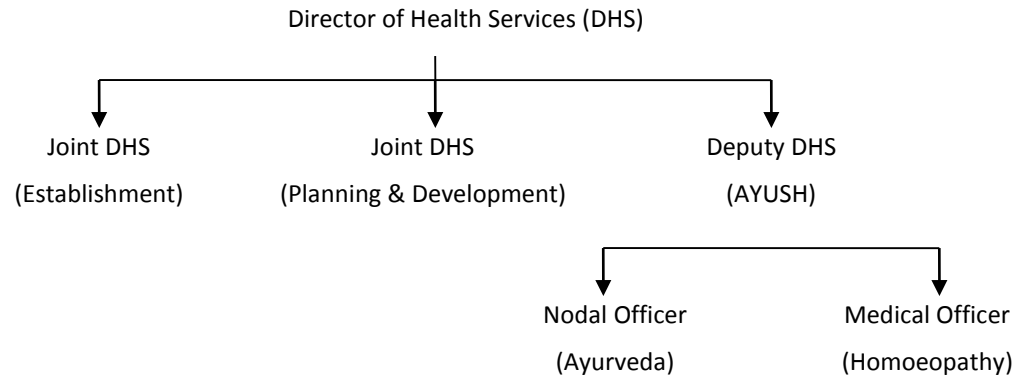 Director of Health Services (DHS)
Joint DHS
(Establishment)
Joint DHS
(Planning & Development)
Deputy DHS
(AYUSH)
Nodal Officer
(Ayurveda)
Medical Officer
(Homoeopathy)